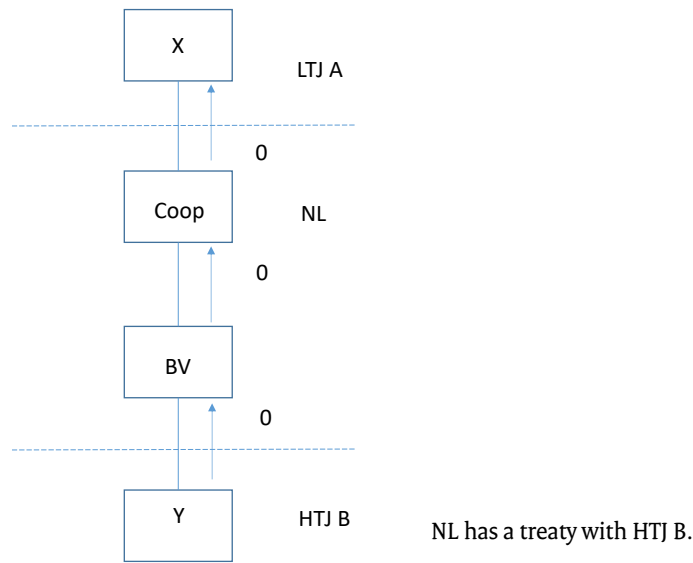 X
LTJ A
0
Coop
NL
0
BV
0
Y
HTJ B
NL has a treaty with HTJ B.